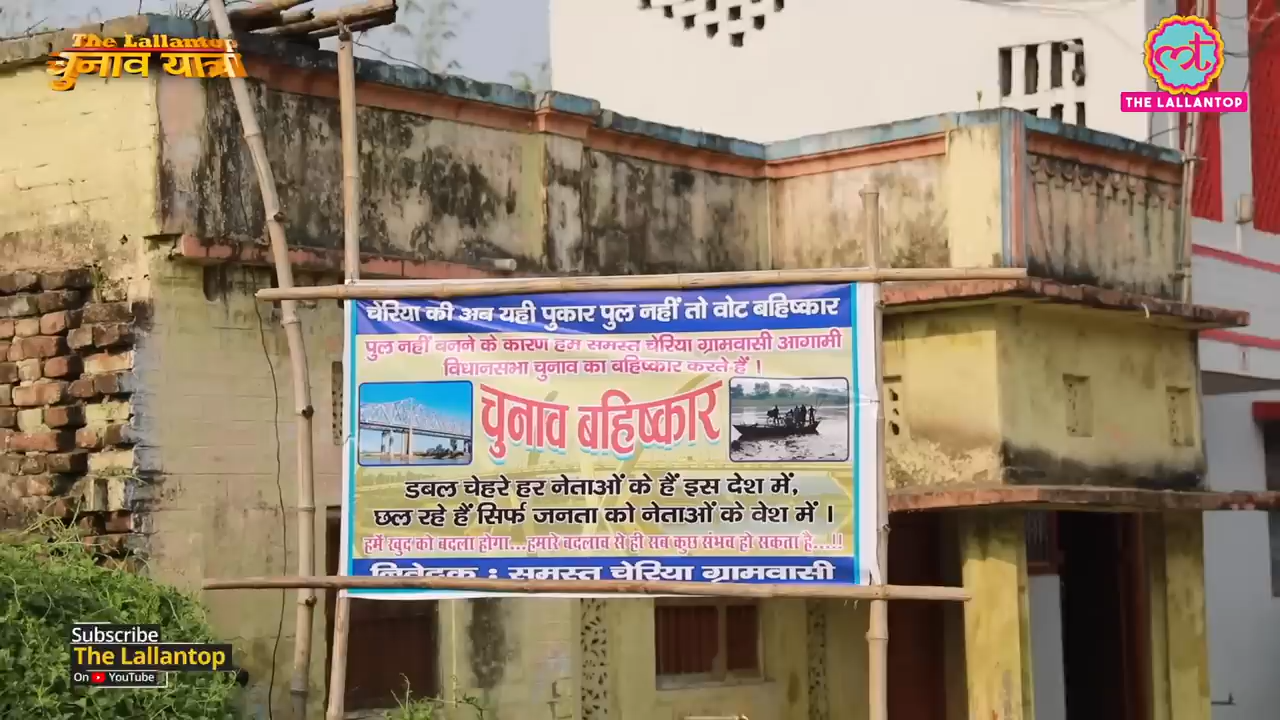 The Lallantop
चुनाव यात्रा
THE LALLANTOP
चेरिया की अब यही पुकार पुल नहीं तो वोट बहिष्कार
पुल नहीं बनने के कारण हम समस्त चेरिया ग्रामवासी आगामी
विधानसभा चुनाव का बहिष्कार करते हैं ।
चुनाव बहिष्कार
डबल चेहरे हर नेताओं के हैं इस देश में,
छल रहे हैं सिर्फ जनता को नेताओं के वेश में ।
हमें खुद को बदला होगा...हमारे बदलाव से ही सब कुछ संभव हो सकता है...!!
निवेदक : समस्त चेरिया ग्रामवासी
Subscribe
The Lallantop
On YouTube